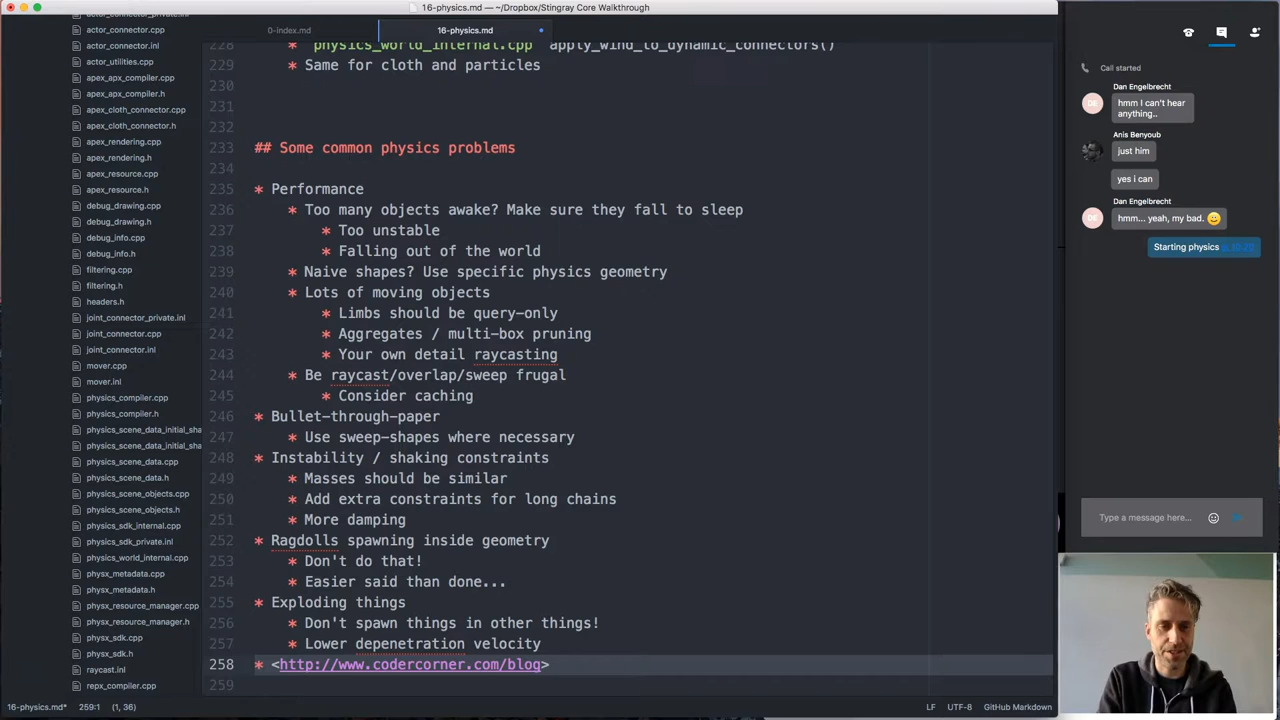 16-physics.md — ~/Dropbox/Stingray Core Walkthrough
0-index.md
16-physics.md
actor_connector.cpp
actor_connector.inl
actor_utilities.cpp
apex_apx_compiler.cpp
apex_apx_compiler.h
apex_cloth_connector.cpp
apex_cloth_connector.h
apex_rendering.cpp
apex_rendering.h
apex_resource.cpp
apex_resource.h
debug_drawing.cpp
debug_drawing.h
debug_info.cpp
debug_info.h
filtering.cpp
filtering.h
headers.h
joint_connector_private.inl
joint_connector.cpp
joint_connector.inl
mover.cpp
mover.inl
physics_compiler.cpp
physics_compiler.h
physics_scene_data_initial_sha
physics_scene_data_initial_sha
physics_scene_data.cpp
physics_scene_data.h
physics_scene_objects.cpp
physics_scene_objects.h
physics_sdk_internal.cpp
physics_sdk_private.inl
physics_world_internal.cpp
physx_metadata.cpp
physx_metadata.h
physx_resource_manager.cpp
physx_resource_manager.h
physx_sdk.cpp
physx_sdk.h
raycast.inl
repx_compiler.cpp
228 * `physics_world_internal.cpp` apply_wind_to_dynamic_connectors()
229 * Same for cloth and particles
230
231
232
233 ## Some common physics problems
234
235 * Performance
236 * Too many objects awake? Make sure they fall to sleep
237 * Too unstable
238 * Falling out of the world
239 * Naive shapes? Use specific physics geometry
240 * Lots of moving objects
241 * Limbs should be query-only
242 * Aggregates / multi-box pruning
243 * Your own detail raycasting
244 * Be raycast/overlap/sweep frugal
245 * Consider caching
246 * Bullet-through-paper
247 * Use sweep-shapes where necessary
248 * Instability / shaking constraints
249 * Masses should be similar
250 * Add extra constraints for long chains
251 * More damping
252 * Ragdolls spawning inside geometry
253 * Don't do that!
254 * Easier said than done...
255 * Exploding things
256 * Don't spawn things in other things!
257 * Lower depenetration velocity
258 * <http://www.codercorner.com/blog>
259
16-physics.md* 259:1 (1, 36)
LF UTF-8 GitHub Markdown
Call started
Dan Engelbrecht
hmm I can't hear
anything..
Anis Benyoub
just him
yes i can
Dan Engelbrecht
hmm... yeah, my bad.
Starting physics
Type a message here...